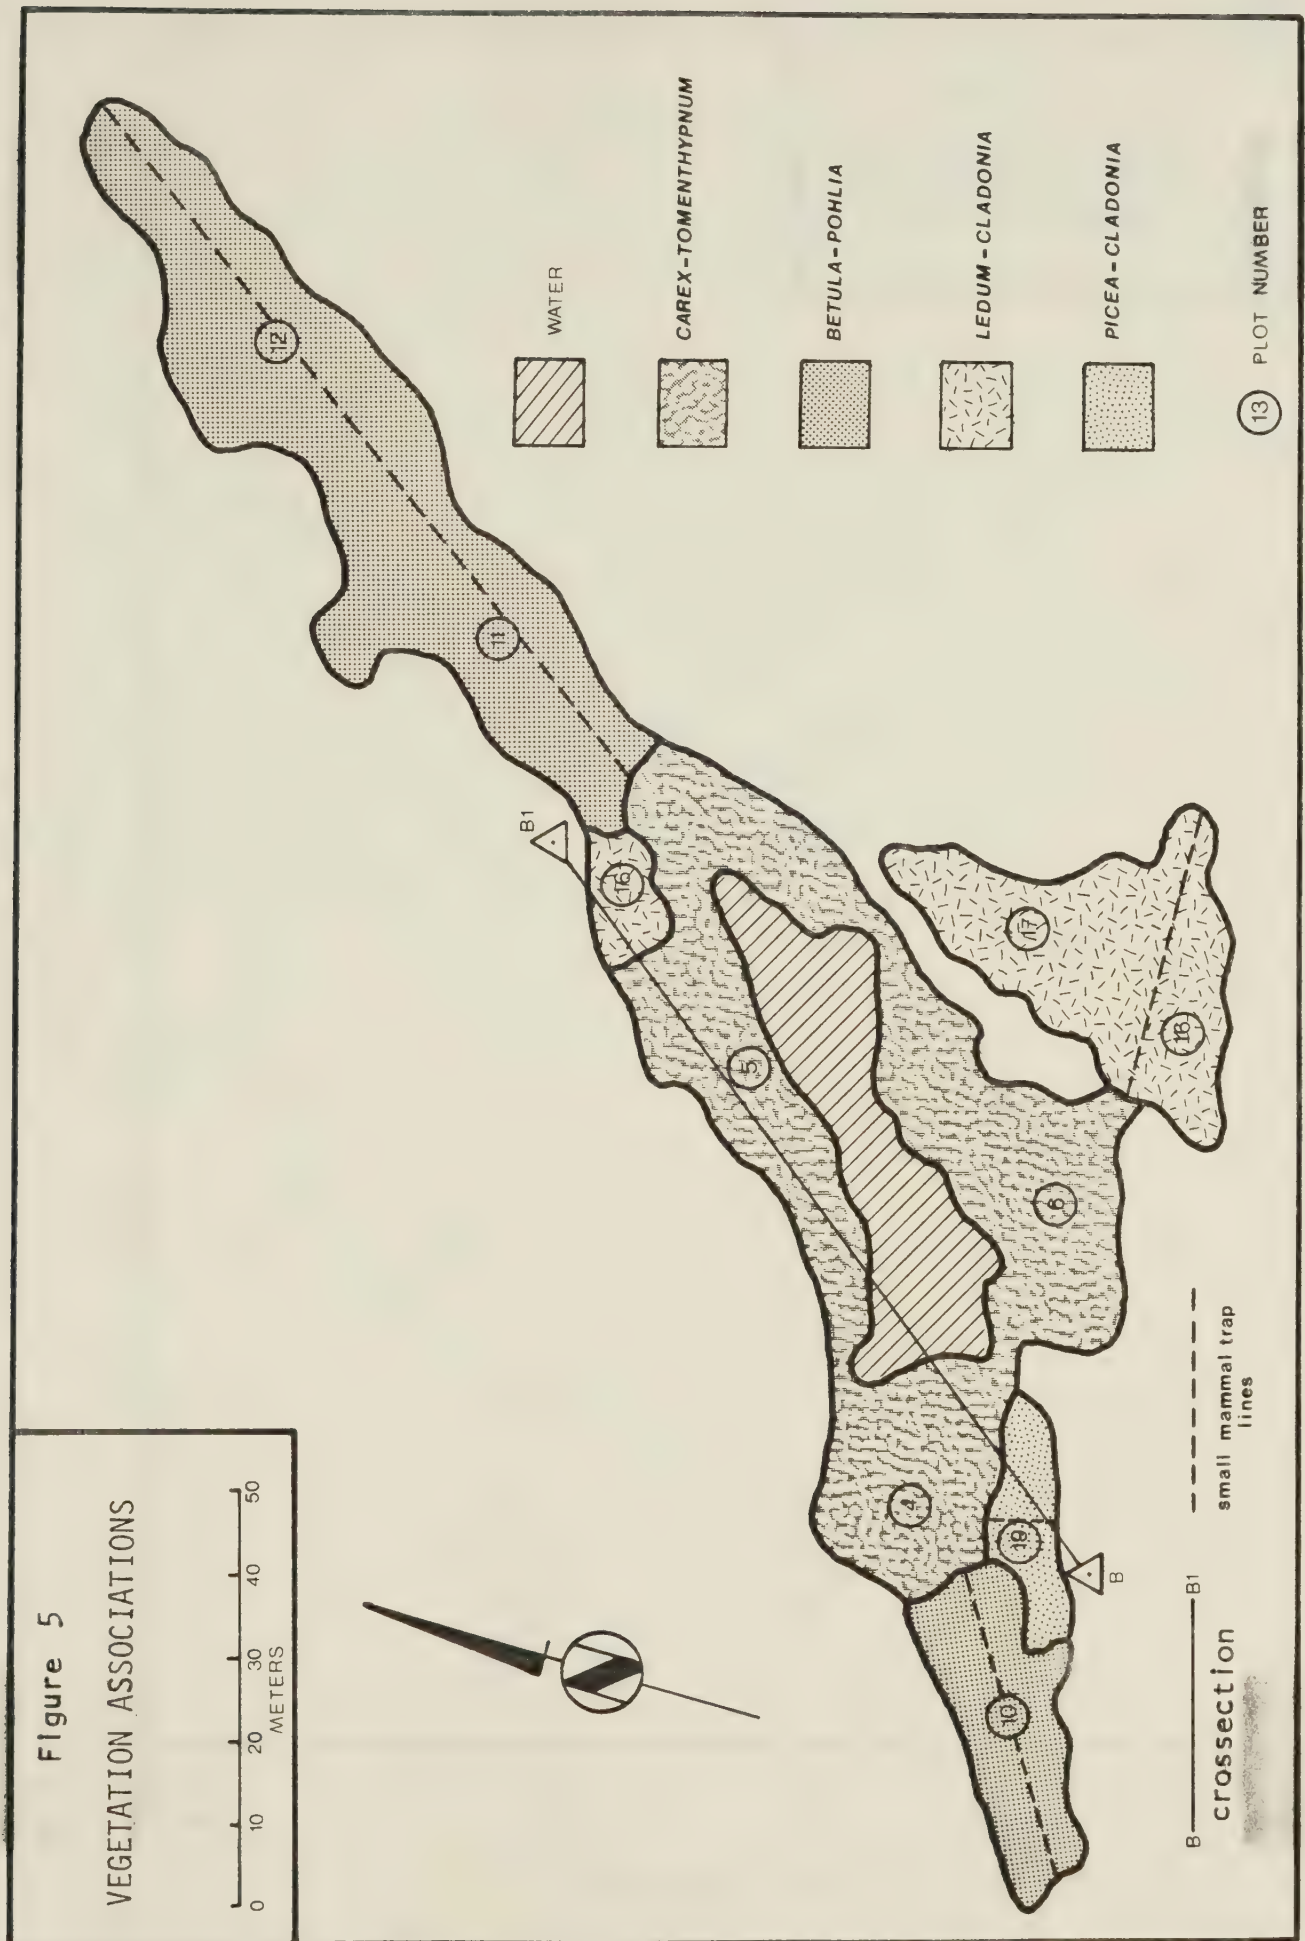 Figure 5
VEGETATION ASSOCIATIONS
0 10 20 30 40 50
METERS
N
WATER
CAREX-TOMENTHYPNUM
BETULA-POHLIA
LEDUM-CLADONIA
PICEA-CLADONIA
13 PLOT NUMBER
12
11
B1
16
5
17
4
6
19
10
B
B B1
crossection
small mammal trap
lines